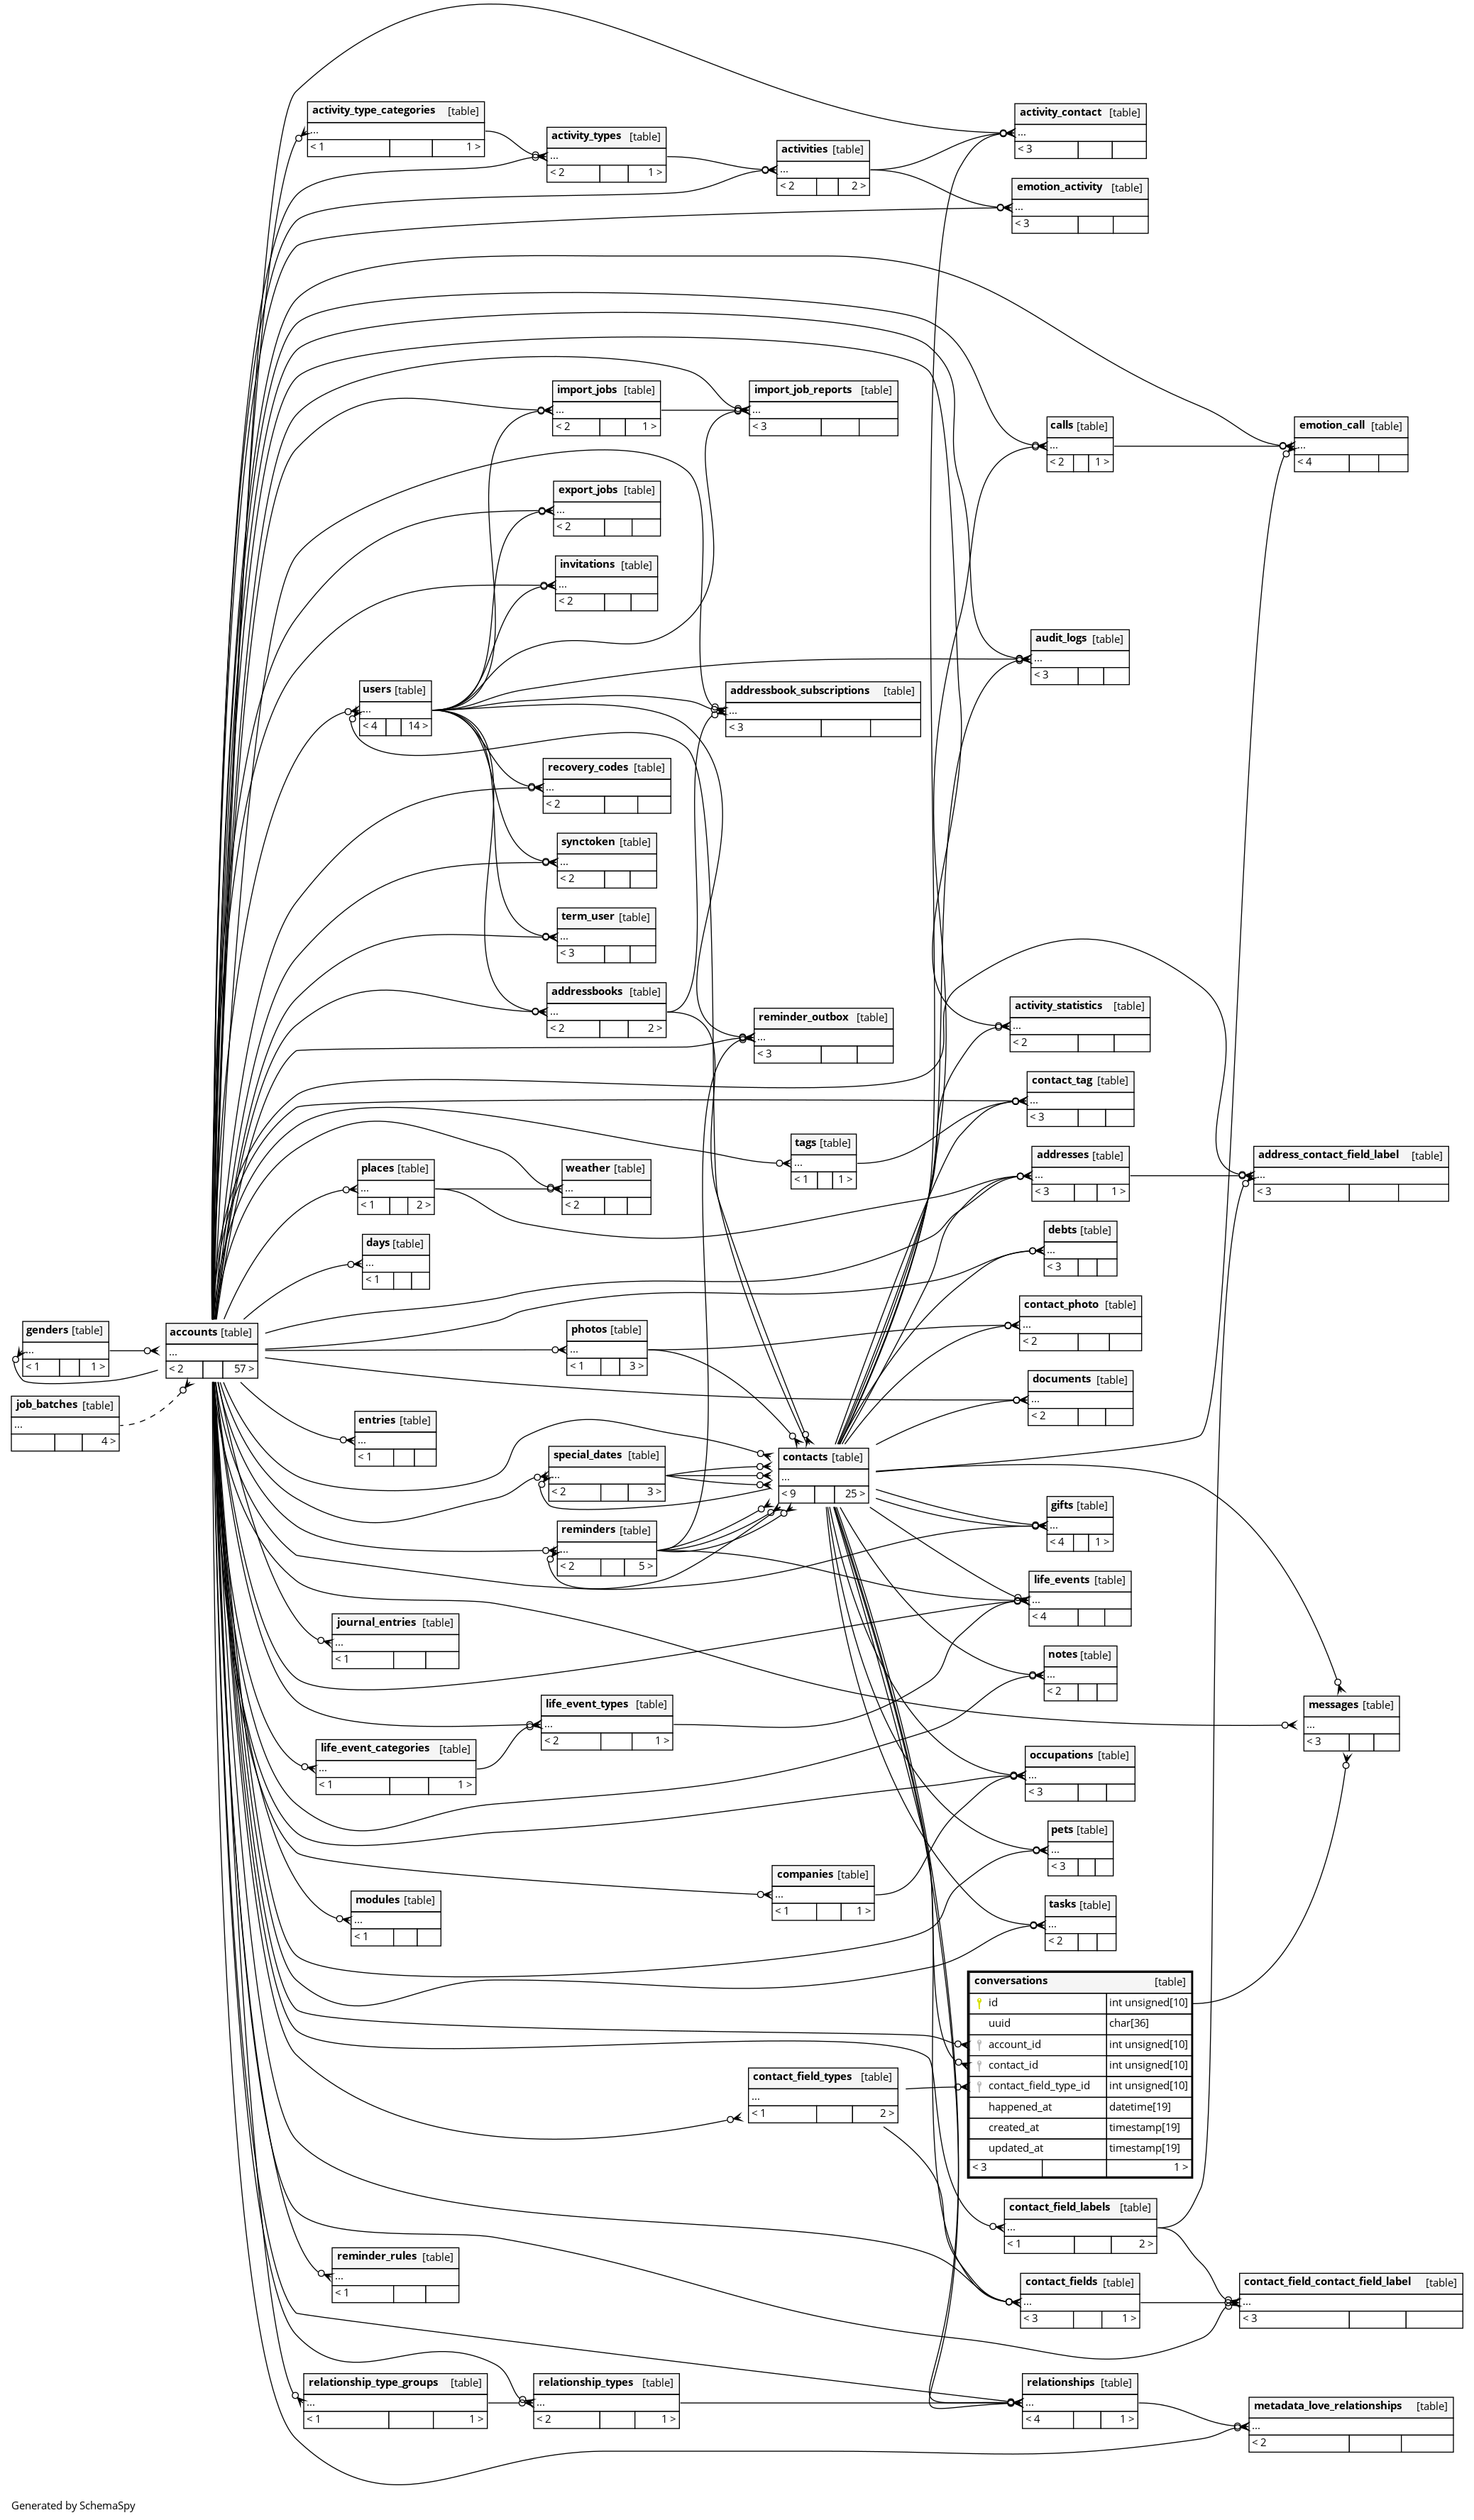 activity_type_categories [table]
...
< 1 1 >
activity_contact [table]
...
< 3
activity_types [table]
...
< 2 1 >
activities [table]
...
< 2 2 >
emotion_activity [table]
...
< 3
import_jobs [table]
...
< 2 1 >
import_job_reports [table]
...
< 3
calls [table]
...
< 2 1 >
emotion_call [table]
...
< 4
export_jobs [table]
...
< 2
invitations [table]
...
< 2
audit_logs [table]
...
< 3
users [table]
...
< 4 14 >
addressbook_subscriptions [table]
...
< 3
recovery_codes [table]
...
< 2
synctoken [table]
...
< 2
term_user [table]
...
< 3
addressbooks [table]
...
< 2 2 >
reminder_outbox [table]
...
< 3
activity_statistics [table]
...
< 2
contact_tag [table]
...
< 3
tags [table]
...
< 1 1 >
places [table]
...
< 1 2 >
weather [table]
...
< 2
addresses [table]
...
< 3 1 >
address_contact_field_label [table]
...
< 3
days [table]
...
< 1
debts [table]
...
< 3
genders [table]
...
< 1 1 >
accounts [table]
...
< 2 57 >
photos [table]
...
< 1 3 >
contact_photo [table]
...
< 2
job_batches [table]
...
4 >
documents [table]
...
< 2
entries [table]
...
< 1
special_dates [table]
...
< 2 3 >
contacts [table]
...
< 9 25 >
gifts [table]
...
< 4 1 >
reminders [table]
...
< 2 5 >
life_events [table]
...
< 4
journal_entries [table]
...
< 1
notes [table]
...
< 2
life_event_types [table]
...
< 2 1 >
messages [table]
...
< 3
life_event_categories [table]
...
< 1 1 >
occupations [table]
...
< 3
pets [table]
...
< 3
companies [table]
...
< 1 1 >
modules [table]
...
< 1
tasks [table]
...
< 2
conversations [table]
id int unsigned[10]
uuid char[36]
account_id int unsigned[10]
contact_id int unsigned[10]
contact_field_type_id int unsigned[10]
happened_at datetime[19]
created_at timestamp[19]
updated_at timestamp[19]
< 3 1 >
contact_field_types [table]
...
< 1 2 >
contact_field_labels [table]
...
< 1 2 >
reminder_rules [table]
...
< 1
contact_fields [table]
...
< 3 1 >
contact_field_contact_field_label [table]
...
< 3
relationship_type_groups [table]
...
< 1 1 >
relationship_types [table]
...
< 2 1 >
relationships [table]
...
< 4 1 >
metadata_love_relationships [table]
...
< 2
Generated by SchemaSpy